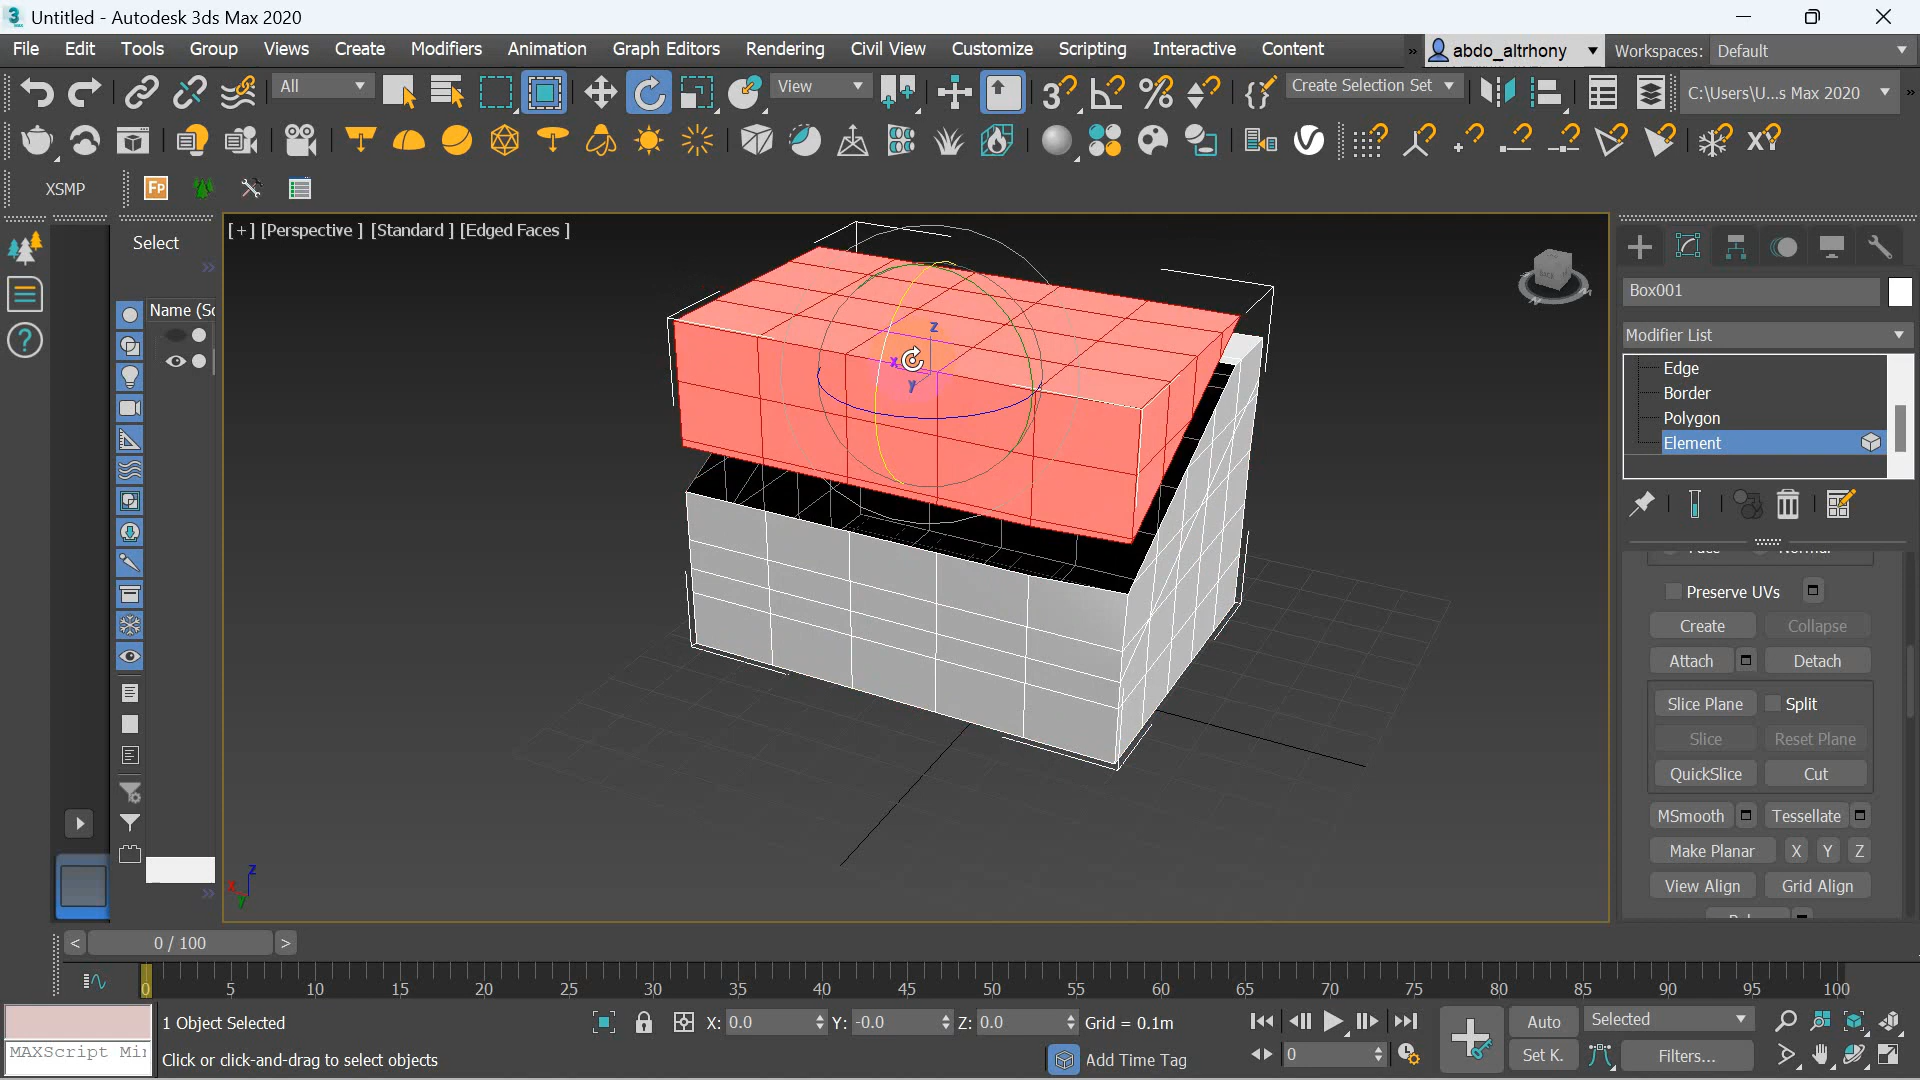 Untitled - Autodesk 3ds Max 2020
File Edit Tools Group Views Create Modifiers Animation Graph Editors Rendering Civil View Customize Scripting Interactive Content
abdo_altrhony
Workspaces: Default
All
View
3
Create Selection Set
C:\Users\U...s Max 2020
XY
XSMP
Fp
Select
[+] [Perspective ] [Standard ] [Edged Faces ]
Name (Sc
z
x
y
BACK
Box001
Modifier List
Edge
Border
Polygon
Element
Preserve UVs
Create Collapse
Attach Detach
Slice Plane Split
Slice Reset Plane
QuickSlice Cut
MSmooth Tessellate
Make Planar X Y Z
View Align Grid Align
z
x
y
< 0 / 100 >
0 5 10 15 20 25 30 35 40 45 50 55 60 65 70 75 80 85 90 95 100
1 Object Selected
X: 0.0 Y: -0.0 Z: 0.0 Grid = 0.1m
Auto Selected
MAXScript Mi
Click or click-and-drag to select objects
Add Time Tag
0
Set K. Filters...